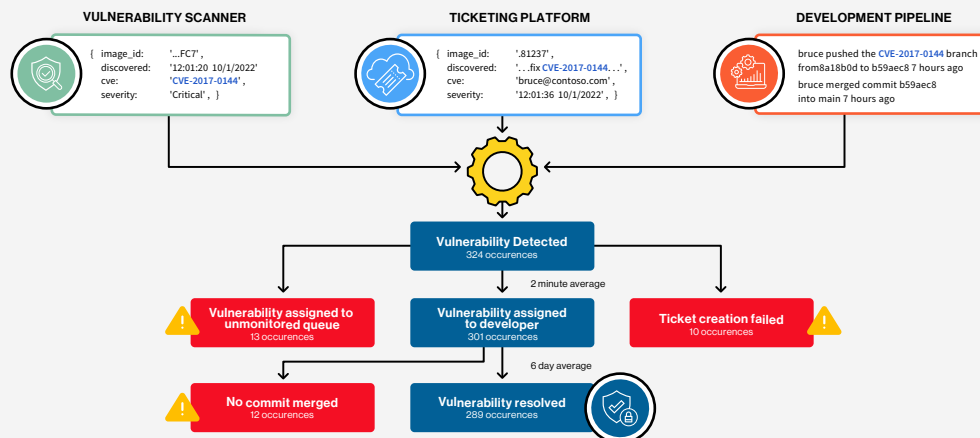 VULNERABILITY SCANNER
{ image_id: '...FC7',
discovered: '12:01:20 10/1/2022'
cve: 'CVE-2017-0144',
severity: 'Critical', }
TICKETING PLATFORM
{ image_id: '.81237',
discovered: '...fix CVE-2017-0144...',
cve: 'bruce@contoso.com',
severity: '12:01:36 10/1/2022', }
DEVELOPMENT PIPELINE
bruce pushed the CVE-2017-0144 branch
from8a18b0d to b59aec8 7 hours ago
bruce merged commit b59aec8
into main 7 hours ago
Vulnerability Detected
324 occurences
2 minute average
Vulnerability assigned to
unmonitored queue
13 occurences
Vulnerability assigned
to developer
301 occurences
Ticket creation failed
10 occurences
6 day average
No commit merged
12 occurences
Vulnerability resolved
289 occurences